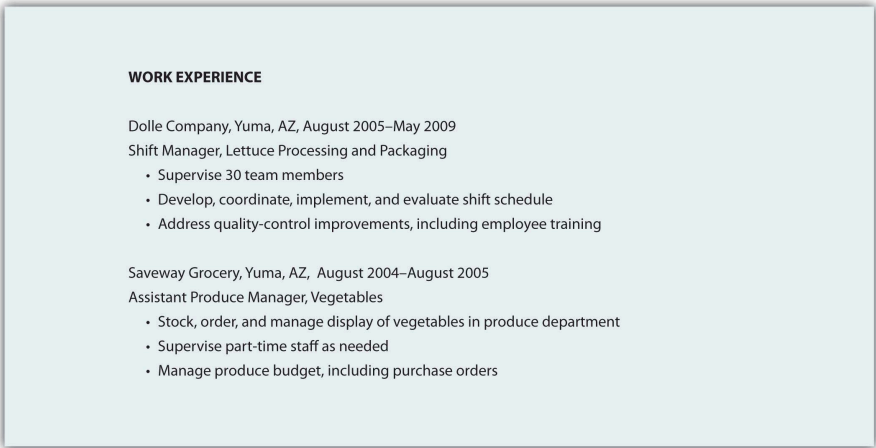 WORK EXPERIENCE
Dolle Company, Yuma, AZ, August 2005–May 2009
Shift Manager, Lettuce Processing and Packaging
• Supervise 30 team members
• Develop, coordinate, implement, and evaluate shift schedule
• Address quality-control improvements, including employee training
Saveway Grocery, Yuma, AZ,  August 2004–August 2005
Assistant Produce Manager, Vegetables
• Stock, order, and manage display of vegetables in produce department
• Supervise part-time staff as needed
• Manage produce budget, including purchase orders